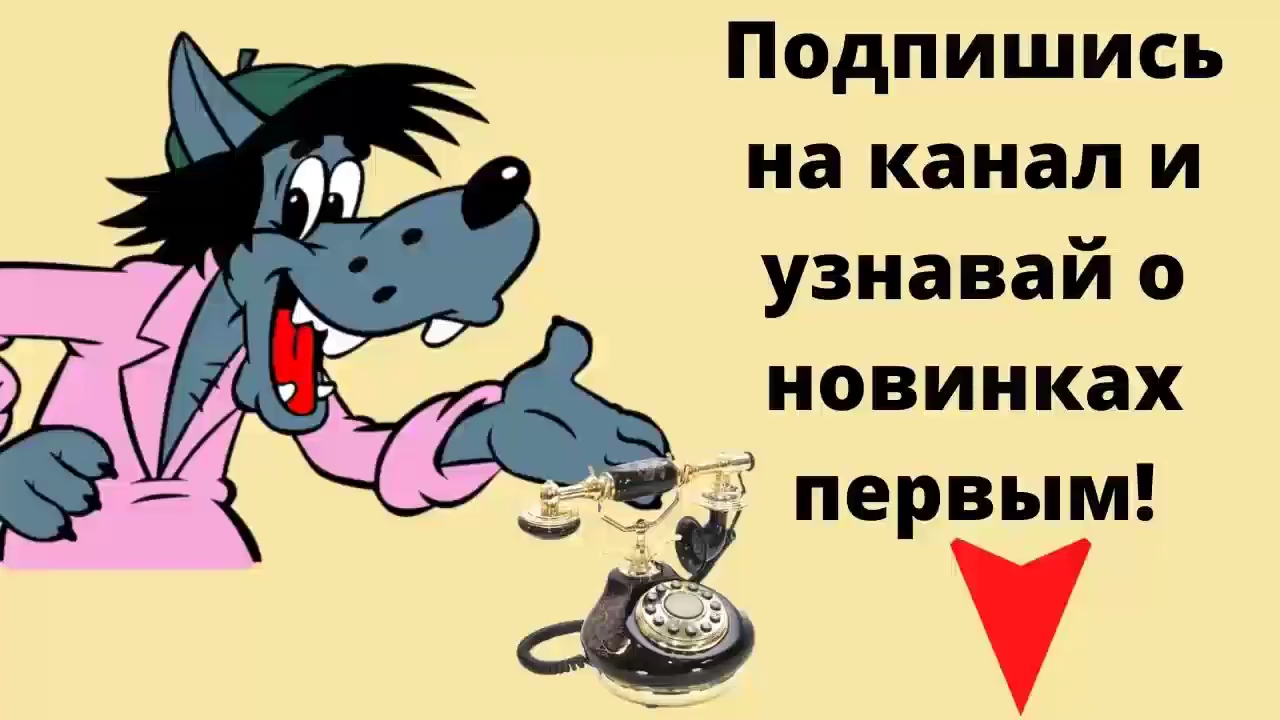 Подпишись
на канал и
узнавай о
новинках
первым!